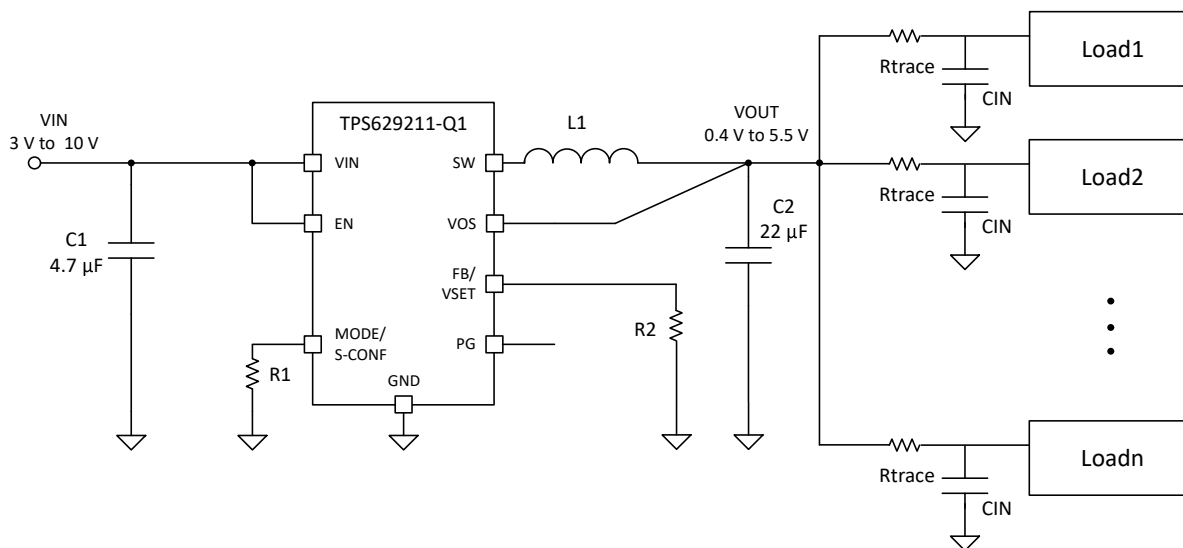 Load1
Rtrace
CIN
VIN
3 V to 10 V
TPS629211-Q1
L1
VOUT
0.4 V to 5.5 V
VIN
SW
Load2
Rtrace
CIN
EN
VOS
C1
4.7 µF
C2
22 µF
FB/
VSET
R2
MODE/
S-CONF
PG
R1
GND
Loadn
Rtrace
CIN